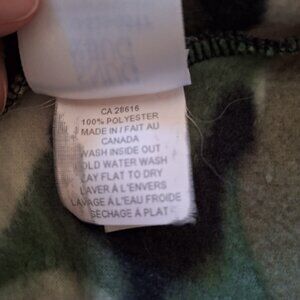 CA 28616
100% POLYESTER
MADE IN / FAIT AU
CANADA
WASH INSIDE OUT
COLD WATER WASH
LAY FLAT TO DRY
LAVER À L'ENVERS
LAVAGE À L'EAU FROIDE
SÉCHAGE À PLAT